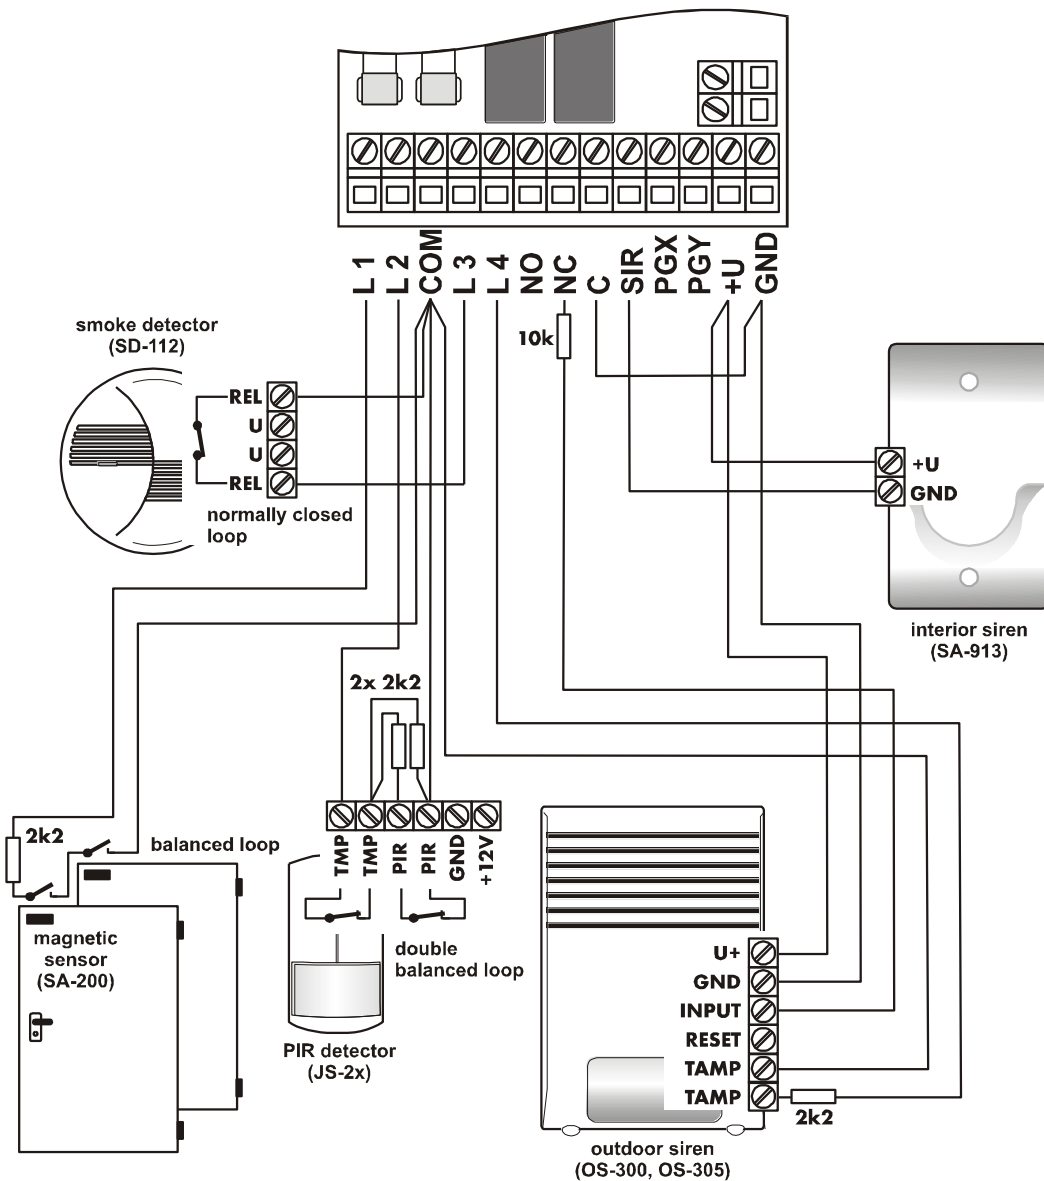 L 1
L 2
COM
L 3
L 4
NO
NC
C
SIR
PGX
PGY
+U
GND
smoke detector
(SD-112)
10k
REL
U
U
REL
normally closed
loop
+U
GND
interior siren
(SA-913)
2x 2k2
2k2
balanced loop
TMP
TMP
PIR
PIR
GND
+12V
magnetic
sensor
(SA-200)
double
balanced loop
PIR detector
(JS-2x)
U+
GND
INPUT
RESET
TAMP
TAMP
2k2
outdoor siren
(OS-300, OS-305)